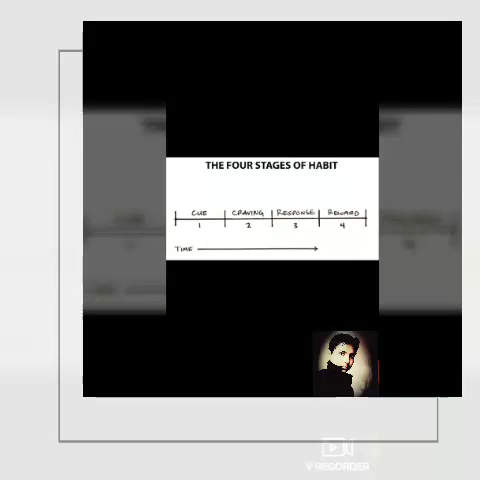 THE FOUR STAGES OF HABIT
CUE CRAVING RESPONSE REWARD
1 2 3 4
TIME
V RECORDER